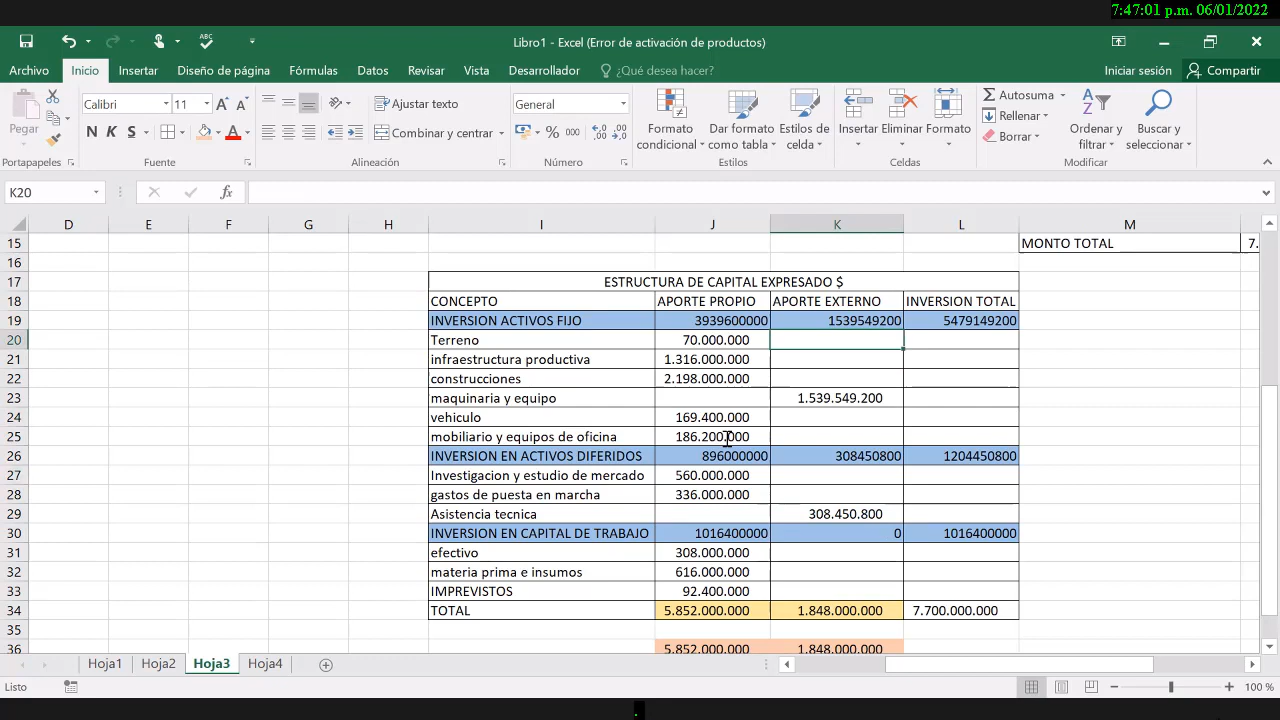 7:47:01 p.m. 06/01/2022
Libro1 - Excel (Error de activación de productos)
Archivo Inicio Insertar Diseño de página Fórmulas Datos Revisar Vista Desarrollador ¿Qué desea hacer? Iniciar sesión Compartir
Pegar
Calibri 11
N K S
Ajustar texto
Combinar y centrar
General
% 000
Formato condicional
Dar formato como tabla
Estilos de celda
Insertar Eliminar Formato
Autosuma
Rellenar
Borrar
Ordenar y filtrar
Buscar y seleccionar
Portapapeles Fuente Alineación Número Estilos Celdas Modificar
K20 fx
D E F G H I J K L M
15 MONTO TOTAL 7.
16
17 ESTRUCTURA DE CAPITAL EXPRESADO $
18 CONCEPTO APORTE PROPIO APORTE EXTERNO INVERSION TOTAL
19 INVERSION ACTIVOS FIJO 3939600000 1539549200 5479149200
20 Terreno 70.000.000
21 infraestructura productiva 1.316.000.000
22 construcciones 2.198.000.000
23 maquinaria y equipo 1.539.549.200
24 vehiculo 169.400.000
25 mobiliario y equipos de oficina 186.200.000
26 INVERSION EN ACTIVOS DIFERIDOS 896000000 308450800 1204450800
27 Investigacion y estudio de mercado 560.000.000
28 gastos de puesta en marcha 336.000.000
29 Asistencia tecnica 308.450.800
30 INVERSION EN CAPITAL DE TRABAJO 1016400000 0 1016400000
31 efectivo 308.000.000
32 materia prima e insumos 616.000.000
33 IMPREVISTOS 92.400.000
34 TOTAL 5.852.000.000 1.848.000.000 7.700.000.000
35
36 5.852.000.000 1.848.000.000
Hoja1 Hoja2 Hoja3 Hoja4
Listo 100 %